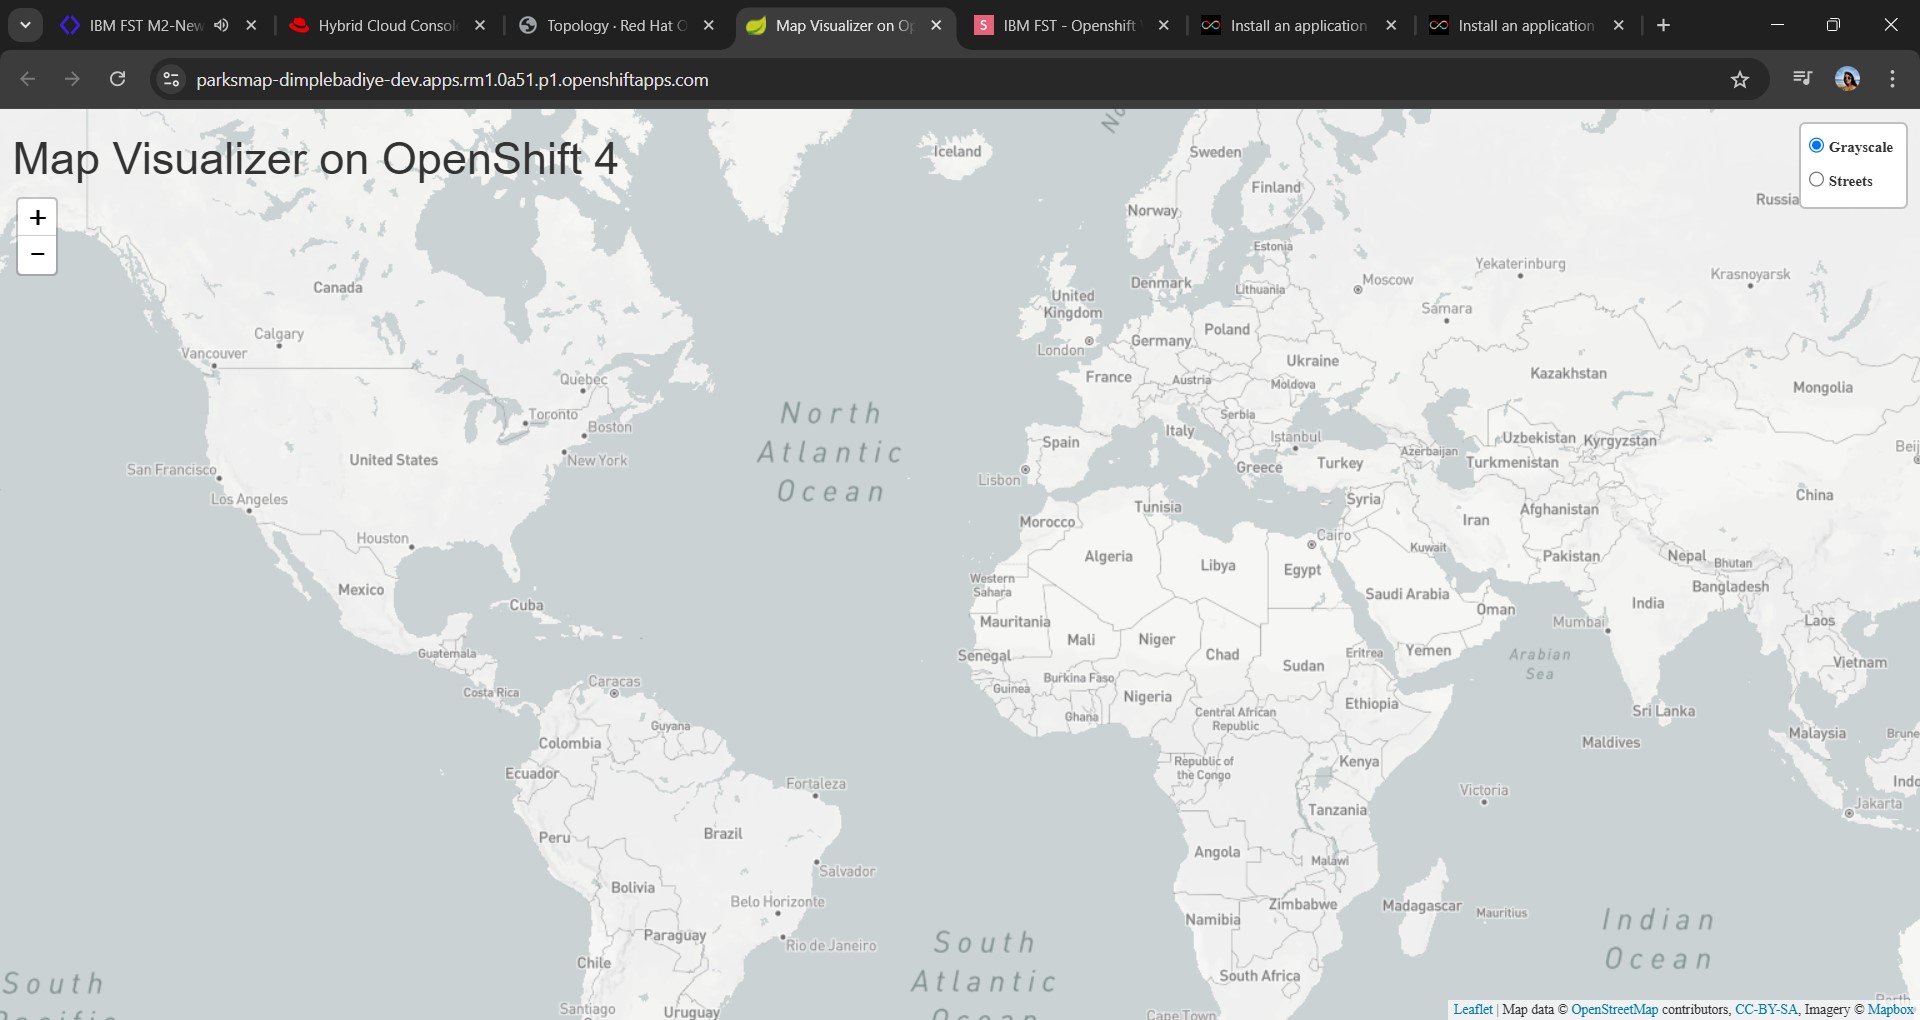 IBM FST M2-New
Hybrid Cloud Consol
Topology · Red Hat O
Map Visualizer on Op
S
IBM FST - Openshift
Install an application
Install an application
parksmap-dimplebadiye-dev.apps.rm1.0a51.p1.openshiftapps.com
Map Visualizer on OpenShift 4
+
−
Grayscale
Streets
No
Iceland
Sweden
Finland
Norway
Russia
Estonia
Yekaterinburg
Krasnoyarsk
Moscow
Denmark
Lithuania
Canada
United
Kingdom
Samara
Calgary
Poland
Germany
London
Vancouver
Ukraine
France
Austria
Moldova
Kazakhstan
Mongolia
Quebec
Toronto
Boston
North
Atlantic
Ocean
Serbia
Italy
Istanbul
Spain
Uzbekistan
Kyrgyzstan
Beij
Azerbaijan
Turkmenistan
Greece
Turkey
United States
New York
San Francisco
Lisbon
Los Angeles
Syria
China
Tunisia
Afghanistan
Iran
Morocco
Houston
Cairo
Kuwait
Algeria
Libya
Egypt
Pakistan
Nepal
Bhutan
Bangladesh
Western
Sahara
Mexico
Saudi Arabia
India
Oman
Cuba
Mauritania
Mumbai
Laos
Mali
Niger
Guatemala
Senegal
Chad
Sudan
Eritrea
Yemen
Arabian
Sea
Vietnam
Caracas
Costa Rica
Guinea
Burkina Faso
Nigeria
Ethiopia
Ghana
Central African
Republic
Sri Lanka
Guyana
Colombia
Maldives
Malaysia
Brune
Ecuador
Republic of
the Congo
Kenya
Fortaleza
Victoria
Indo
Jakarta
Tanzania
Peru
Brazil
Angola
Malawi
Salvador
Bolivia
Belo Horizonte
Zimbabwe
Madagascar
Mauritius
Namibia
Indian
Ocean
Paraguay
Rio de Janeiro
South
Atlantic
Ocean
Chile
South Africa
South
Pacific
Santiago
Uruguay
Cape Town
Perth
Leaflet | Map data © OpenStreetMap contributors, CC-BY-SA, Imagery © Mapbox